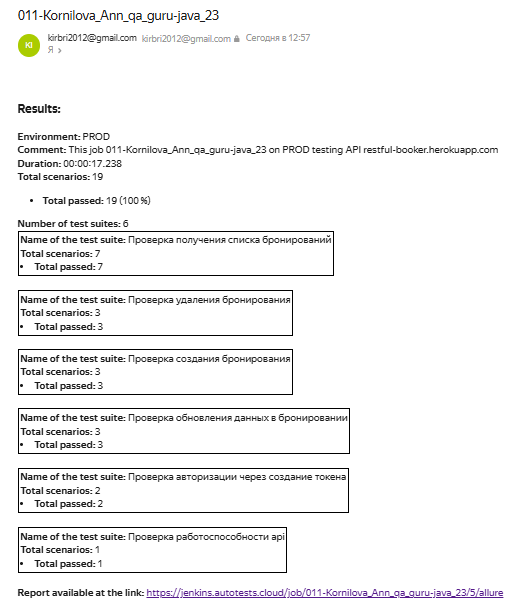 011-Kornilova_Ann_qa_guru-java_23
KI
kirbri2012@gmail.com kirbri2012@gmail.com Сегодня в 12:57
Я >
Results:
Environment: PROD
Comment: This job 011-Kornilova_Ann_qa_guru-java_23 on PROD testing API restful-booker.herokuapp.com
Duration: 00:00:17.238
Total scenarios: 19
• Total passed: 19 (100 %)
Number of test suites: 6
Name of the test suite: Проверка получения списка бронирований
Total scenarios: 7
• Total passed: 7
Name of the test suite: Проверка удаления бронирования
Total scenarios: 3
• Total passed: 3
Name of the test suite: Проверка создания бронирования
Total scenarios: 3
• Total passed: 3
Name of the test suite: Проверка обновления данных в бронировании
Total scenarios: 3
• Total passed: 3
Name of the test suite: Проверка авторизации через создание токена
Total scenarios: 2
• Total passed: 2
Name of the test suite: Проверка работоспособности api
Total scenarios: 1
• Total passed: 1
Report available at the link: https://jenkins.autotests.cloud/job/011-Kornilova_Ann_qa_guru-java_23/5/allure